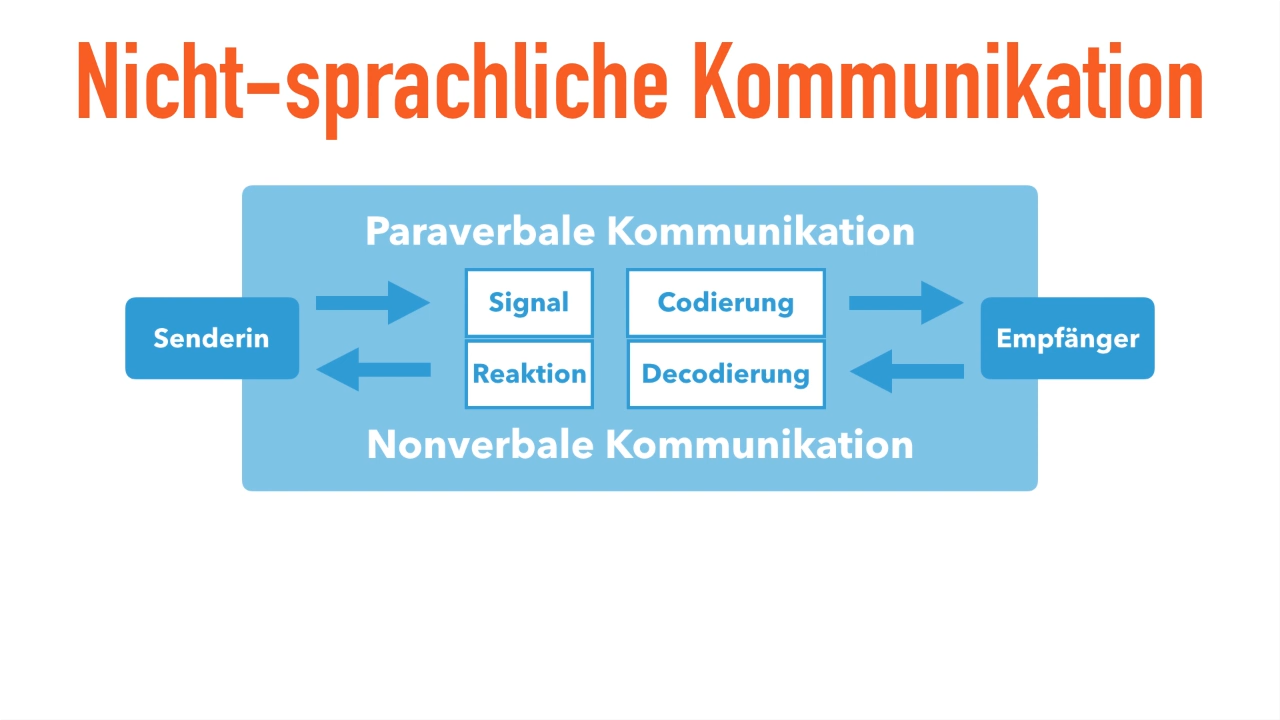 Nicht-sprachliche Kommunikation
Paraverbale Kommunikation
Signal
Codierung
Senderin
Empfänger
Reaktion
Decodierung
Nonverbale Kommunikation